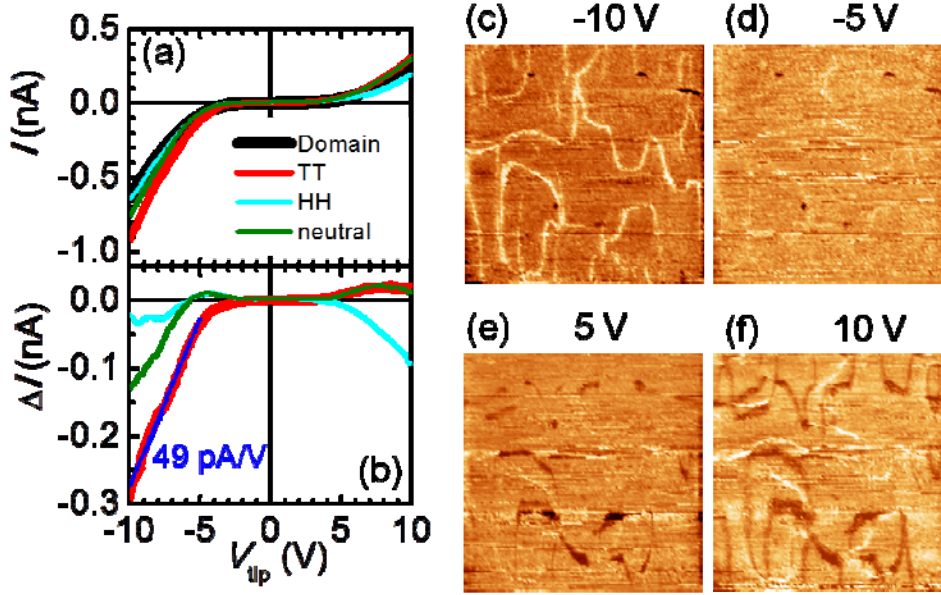 (a)
I (nA)
0.5
0.0
-0.5
-1.0
Domain
TT
HH
neutral
(b)
ΔI (nA)
0.0
-0.1
-0.2
-0.3
49 pA/V
-10 -5 0 5 10
Vtip (V)
(c) -10 V
(d) -5 V
(e) 5 V
(f) 10 V